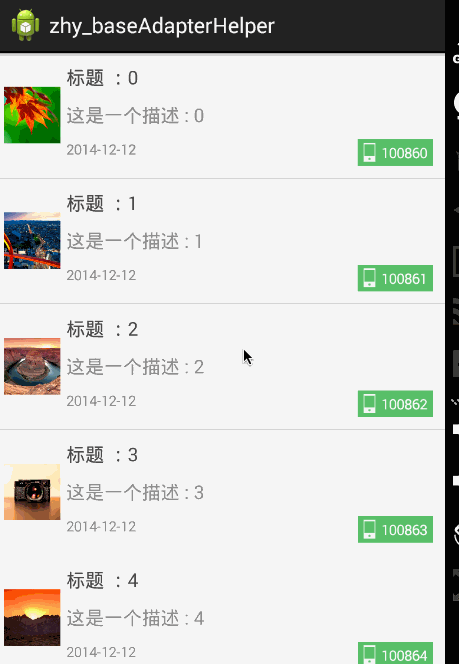 zhy_baseAdapterHelper
标题 : 0
这是一个描述 : 0
2014-12-12
100860
标题 : 1
这是一个描述 : 1
2014-12-12
100861
标题 : 2
这是一个描述 : 2
2014-12-12
100862
标题 : 3
这是一个描述 : 3
2014-12-12
100863
标题 : 4
这是一个描述 : 4
2014-12-12
100864